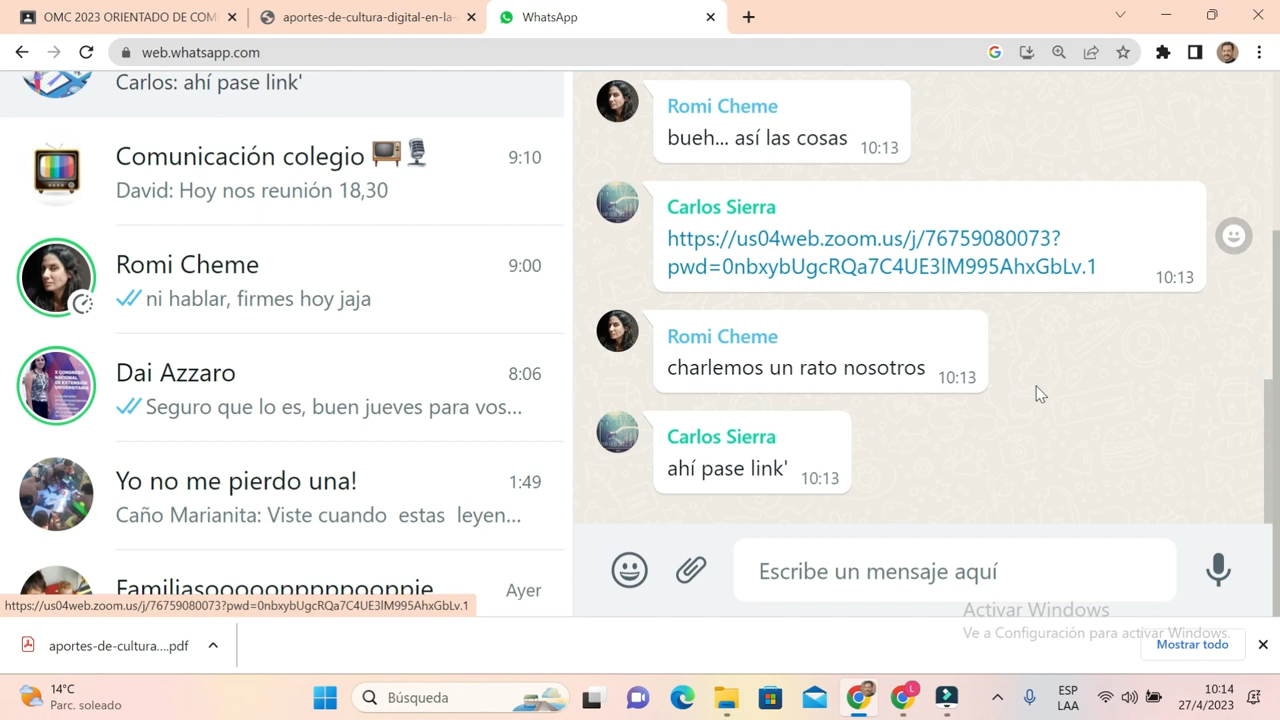 OMC 2023 ORIENTADO DE COM
aportes-de-cultura-digital-en-la-
WhatsApp
web.whatsapp.com
Carlos: ahí pase link'
Comunicación colegio
9:10
David: Hoy nos reunión 18,30
Romi Cheme
9:00
ni hablar, firmes hoy jaja
Dai Azzaro
8:06
Seguro que lo es, buen jueves para vos...
Yo no me pierdo una!
1:49
Caño Marianita: Viste cuando estas leyen...
Familiasoooooppppppooppie
Ayer
https://us04web.zoom.us/j/76759080073?pwd=0nbxybUgcRQa7C4UE3lM995AhxGbLv.1
Romi Cheme
bueh... así las cosas
10:13
Carlos Sierra
https://us04web.zoom.us/j/76759080073?
pwd=0nbxybUgcRQa7C4UE3lM995AhxGbLv.1
10:13
Romi Cheme
charlemos un rato nosotros
10:13
Carlos Sierra
ahí pase link'
10:13
Escribe un mensaje aquí
Activar Windows
Ve a Configuración para activar Windows.
aportes-de-cultura....pdf
Mostrar todo
14°C
Parc. soleado
Búsqueda
L
ESP
LAA
10:14
27/4/2023